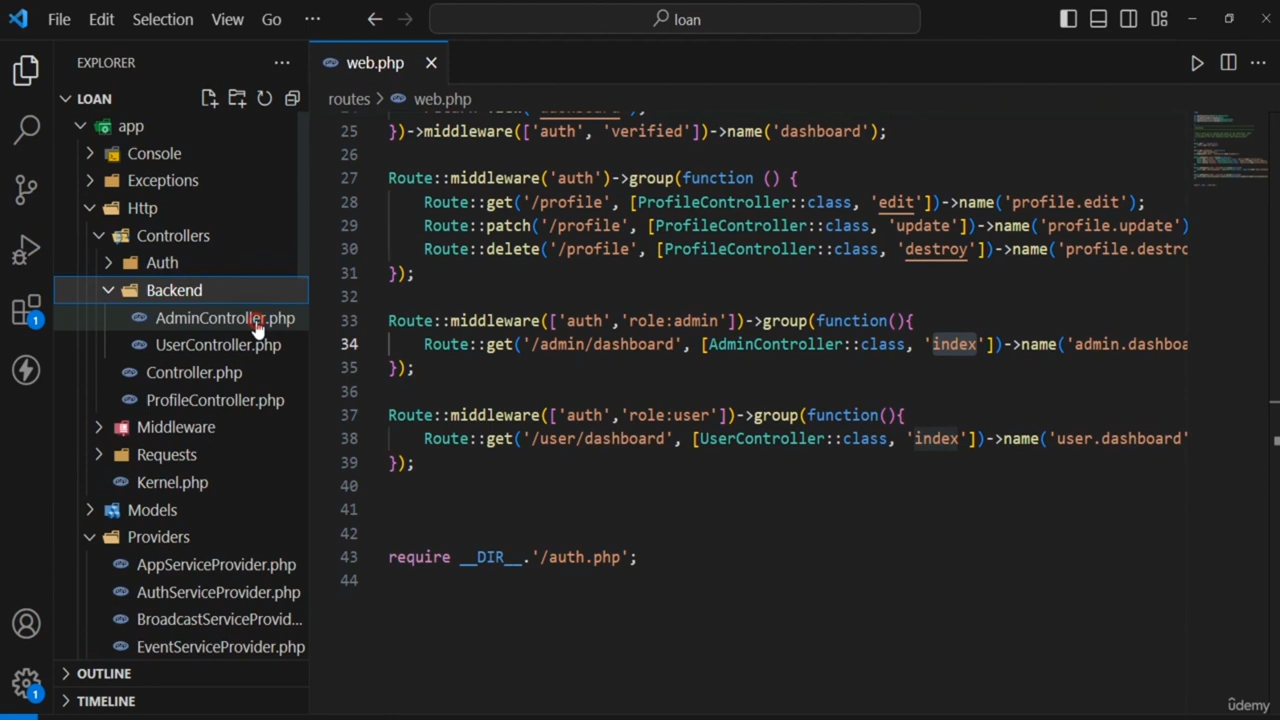 File Edit Selection View Go ··· loan
EXPLORER ···
LOAN
app
Console
Exceptions
Http
Controllers
Auth
Backend
AdminController.php
UserController.php
Controller.php
ProfileController.php
Middleware
Requests
Kernel.php
Models
Providers
AppServiceProvider.php
AuthServiceProvider.php
BroadcastServiceProvid...
EventServiceProvider.php
OUTLINE
TIMELINE
1
1
web.php
routes > web.php
25 })->middleware(['auth', 'verified'])->name('dashboard');
26
27 Route::middleware('auth')->group(function () {
28 Route::get('/profile', [ProfileController::class, 'edit'])->name('profile.edit');
29 Route::patch('/profile', [ProfileController::class, 'update'])->name('profile.update')
30 Route::delete('/profile', [ProfileController::class, 'destroy'])->name('profile.destro
31 });
32
33 Route::middleware(['auth','role:admin'])->group(function(){
34 Route::get('/admin/dashboard', [AdminController::class, 'index'])->name('admin.dashboa
35 });
36
37 Route::middleware(['auth','role:user'])->group(function(){
38 Route::get('/user/dashboard', [UserController::class, 'index'])->name('user.dashboard'
39 });
40
41
42
43 require __DIR__.'/auth.php';
44
ûdemy